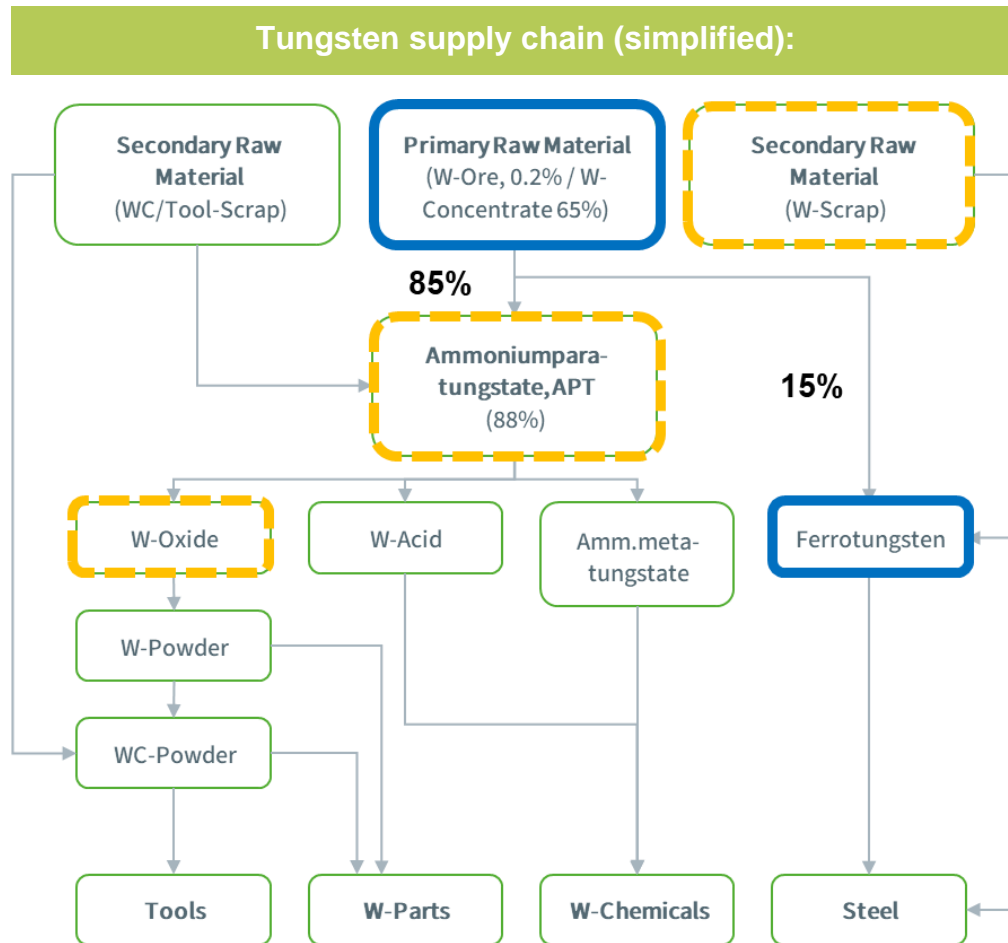 Tungsten supply chain (simplified):
Secondary Raw
Material
(WC/Tool-Scrap)
Primary Raw Material
(W-Ore, 0.2% / W-
Concentrate 65%)
Secondary Raw
Material
(W-Scrap)
85%
Ammoniumpara-
tungstate, APT
(88%)
15%
W-Oxide
W-Acid
Amm.meta-
tungstate
Ferrotungsten
W-Powder
WC-Powder
Tools
W-Parts
W-Chemicals
Steel